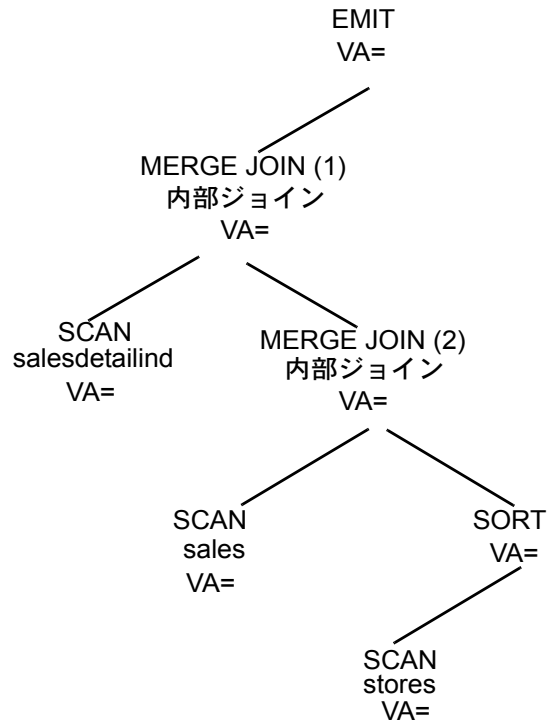 EMIT
VA=
MERGE JOIN (1)
内部ジョイン
VA=
SCAN
salesdetailind
VA=
MERGE JOIN (2)
内部ジョイン
VA=
SCAN
sales
VA=
SORT
VA=
SCAN
stores
VA=